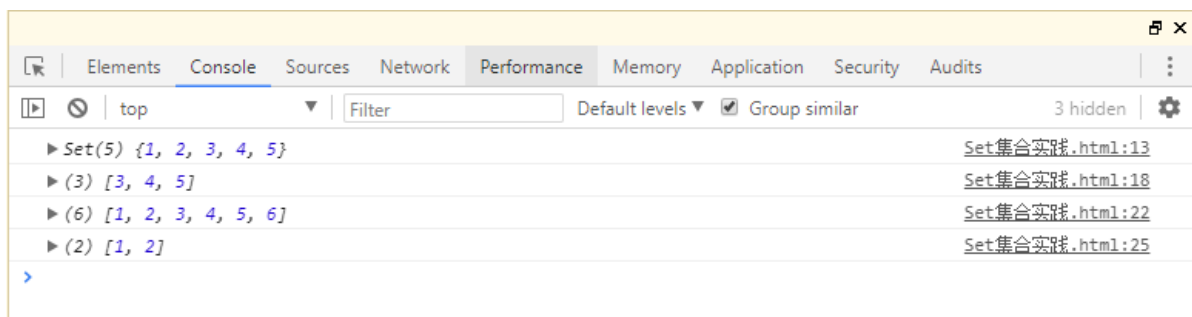 Elements Console Sources Network Performance Memory Application Security Audits
top Filter Default levels Group similar 3 hidden
Set(5) {1, 2, 3, 4, 5} Set集合实践.html:13
(3) [3, 4, 5] Set集合实践.html:18
(6) [1, 2, 3, 4, 5, 6] Set集合实践.html:22
(2) [1, 2] Set集合实践.html:25